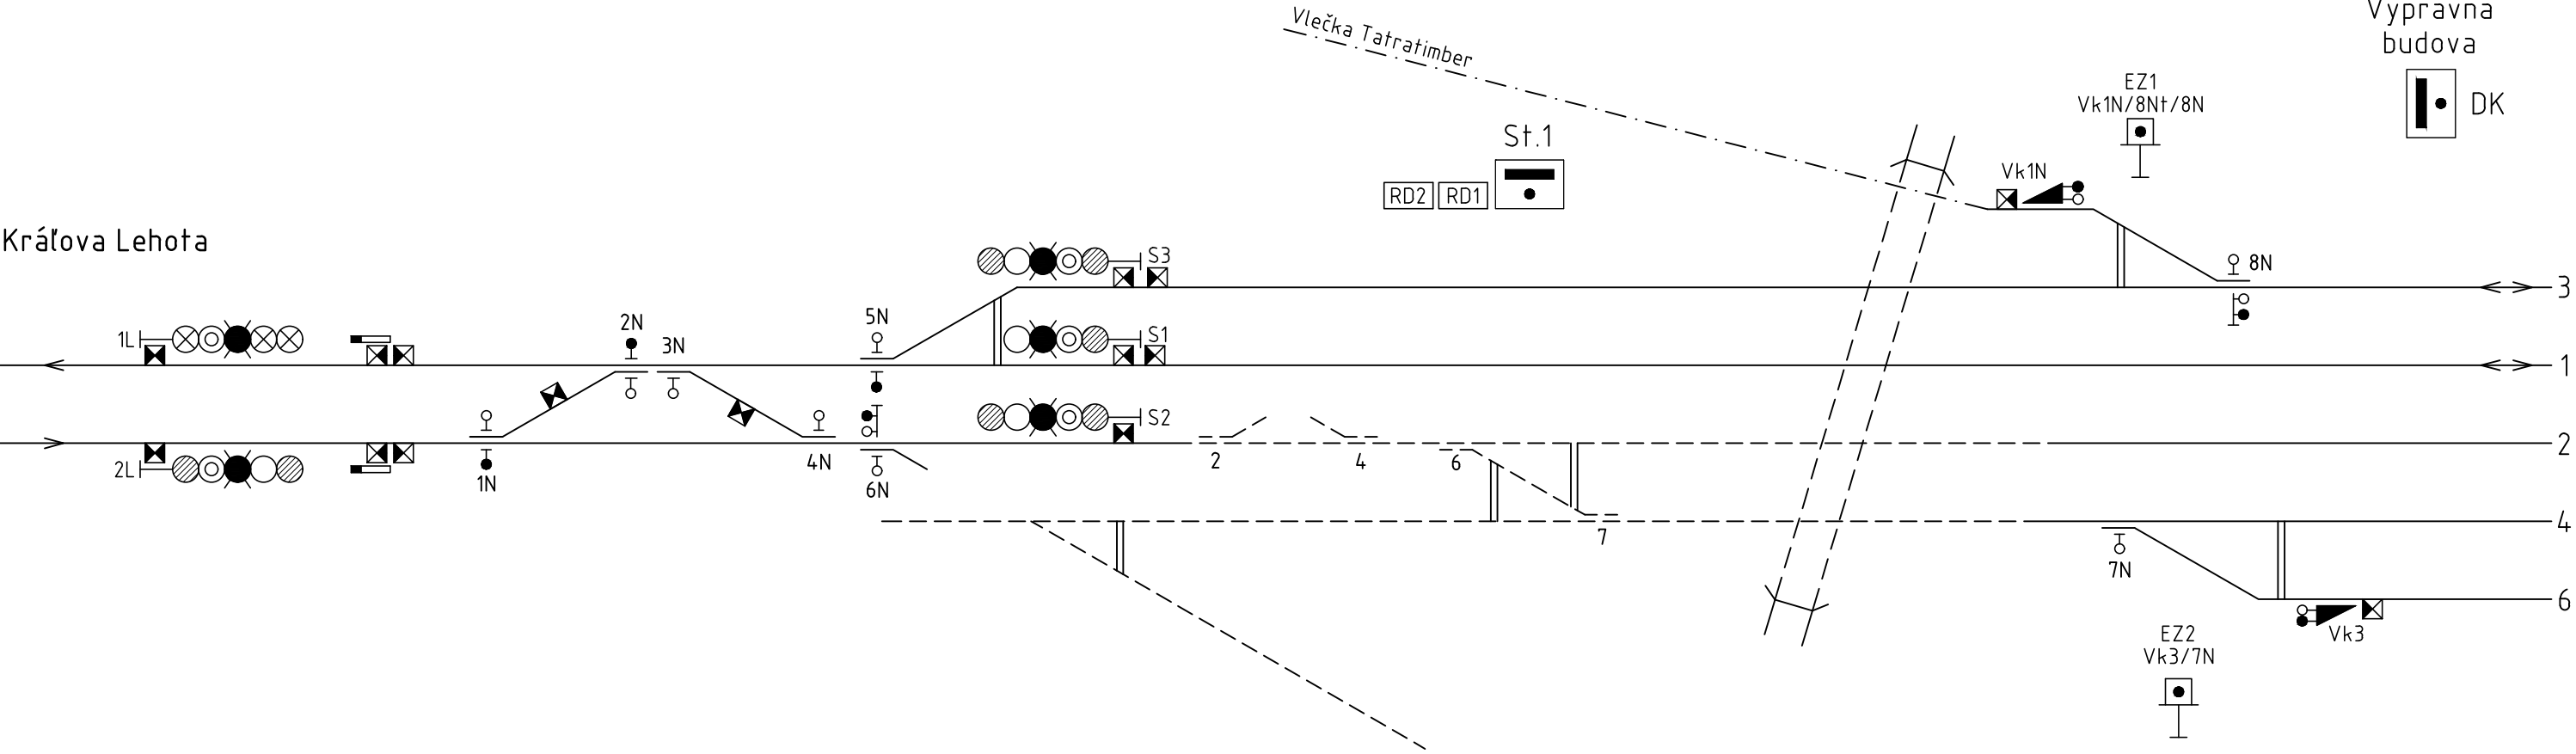 Vlečka Tatratimber
Výpravná
budova
DK
EZ1
Vk1N/8Nt/8N
St.1
RD2
RD1
Vk1N
Kráľova Lehota
S3
8N
3
1L
2N
3N
5N
S1
1
2L
1N
4N
6N
S2
2
4
6
2
7
4
7N
6
Vk3
EZ2
Vk3/7N